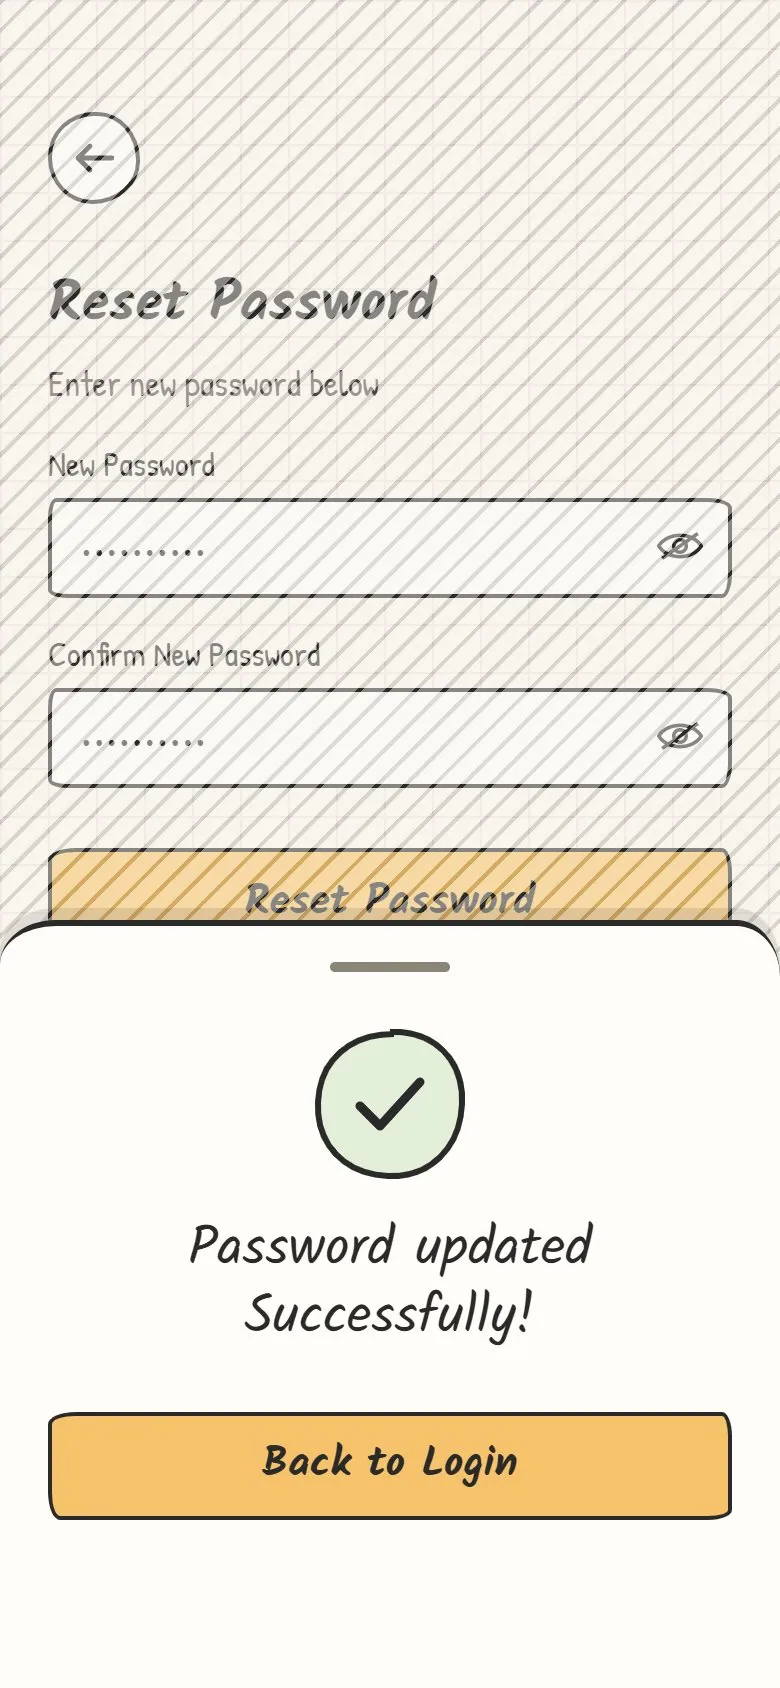 Reset Password
Enter new password below
New Password
..........
Confirm New Password
..........
Reset Password
Password updated
Successfully!
Back to Login